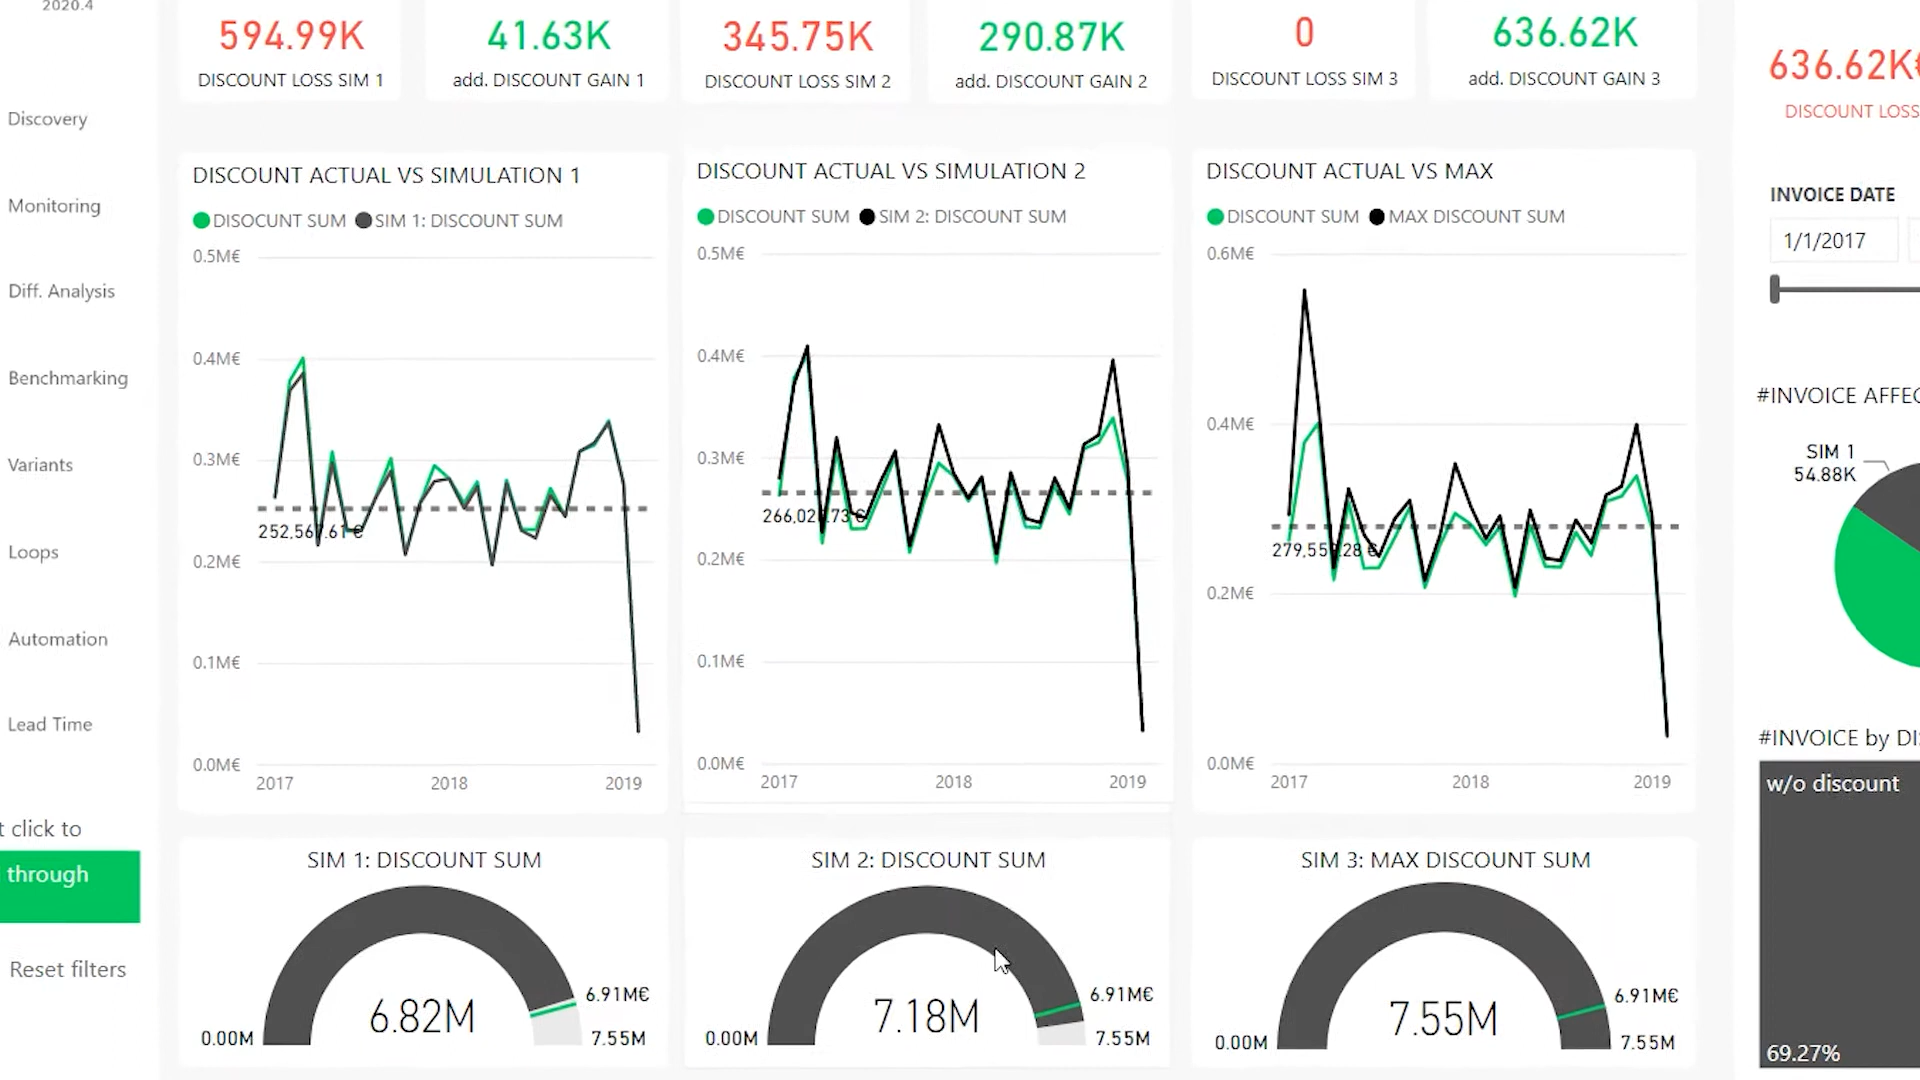 2020.4
Discovery
Monitoring
Diff. Analysis
Benchmarking
Variants
Loops
Automation
Lead Time
t click to
through
Reset filters
594.99K
DISCOUNT LOSS SIM 1
41.63K
add. DISCOUNT GAIN 1
345.75K
DISCOUNT LOSS SIM 2
290.87K
add. DISCOUNT GAIN 2
0
DISCOUNT LOSS SIM 3
636.62K
add. DISCOUNT GAIN 3
636.62K€
DISCOUNT LOSS
DISCOUNT ACTUAL VS SIMULATION 1
DISOCUNT SUM SIM 1: DISCOUNT SUM
0.5M€
0.4M€
0.3M€
252,567.61 €
0.2M€
0.1M€
0.0M€
2017 2018 2019
DISCOUNT ACTUAL VS SIMULATION 2
DISCOUNT SUM SIM 2: DISCOUNT SUM
0.5M€
0.4M€
0.3M€
0.2M€
0.1M€
0.0M€
2017 2018 2019
DISCOUNT ACTUAL VS MAX
DISCOUNT SUM MAX DISCOUNT SUM
0.6M€
0.4M€
0.2M€
0.0M€
2017 2018 2019
SIM 1: DISCOUNT SUM
6.82M
6.91M€
0.00M
7.55M
SIM 2: DISCOUNT SUM
7.18M
6.91M€
0.00M
7.55M
SIM 3: MAX DISCOUNT SUM
7.55M
6.91M€
0.00M
7.55M
INVOICE DATE
1/1/2017
#INVOICE AFFEC
SIM 1
54.88K
#INVOICE by DI
w/o discount
69.27%